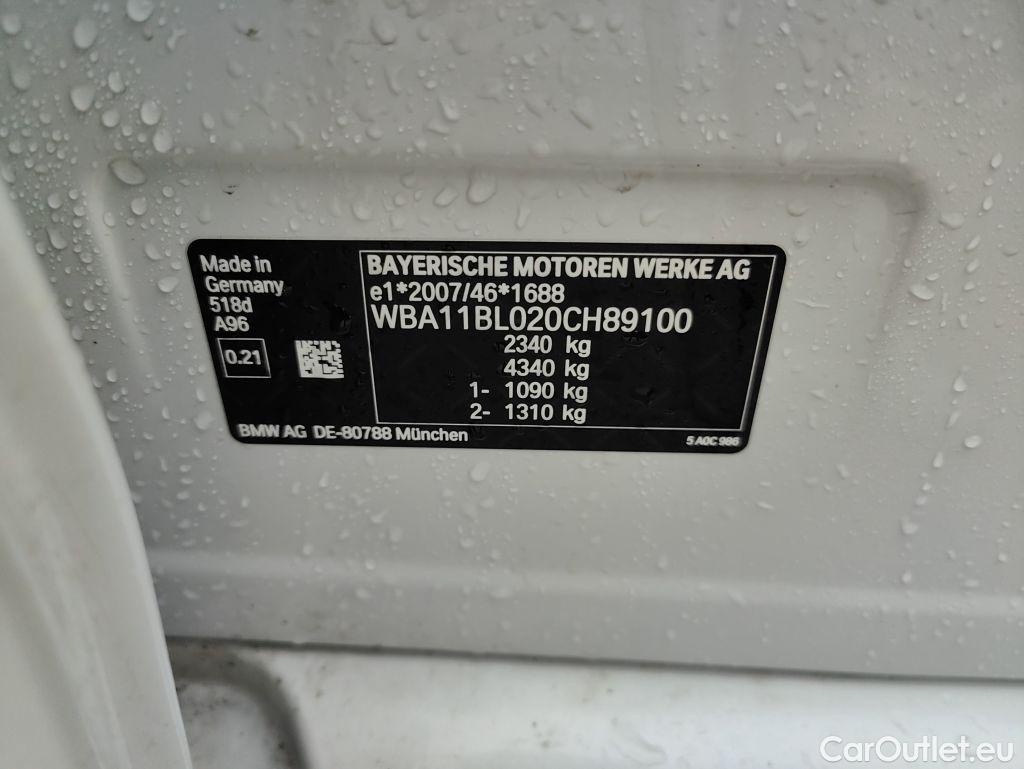 Made in
Germany
518d
A96
0.21
BAYERISCHE MOTOREN WERKE AG
e1*2007/46*1688
WBA11BL020CH89100
2340 kg
4340 kg
1- 1090 kg
2- 1310 kg
BMW AG DE-80788 München
5 A0C 986
CarOutlet.eu